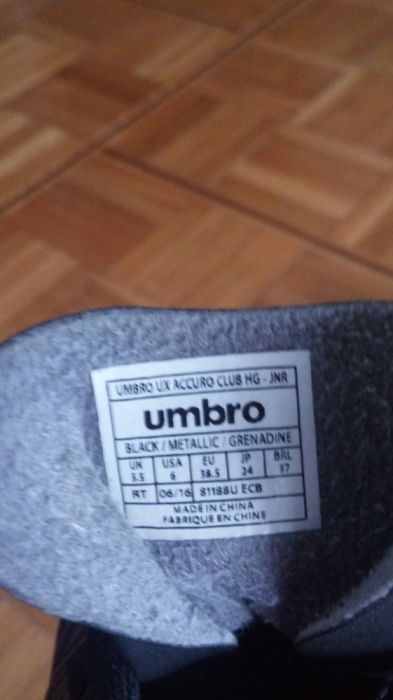 UMBRO UX ACCURO CLUB HG - JNR
umbro
BLACK / METALLIC / GRENADINE
UK USA EU JP BRL
5.5 6 38.5 24 37
RT 06/16 81188U ECB
MADE IN CHINA
FABRIQUE EN CHINE